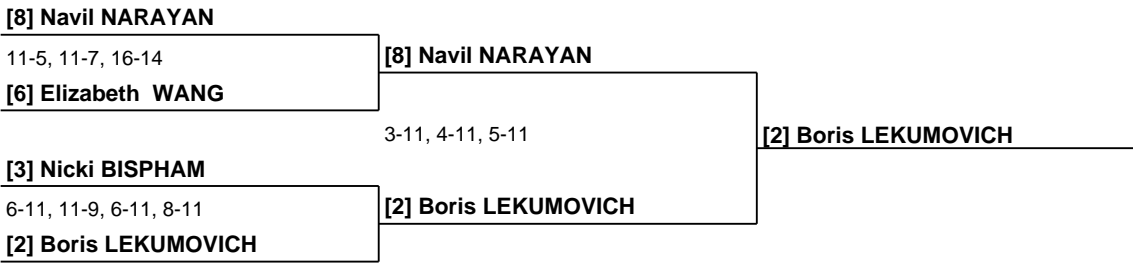 [8] Navil NARAYAN
11-5, 11-7, 16-14
[8] Navil NARAYAN
[6] Elizabeth  WANG
3-11, 4-11, 5-11
[2] Boris LEKUMOVICH
[3] Nicki BISPHAM
6-11, 11-9, 6-11, 8-11
[2] Boris LEKUMOVICH
[2] Boris LEKUMOVICH